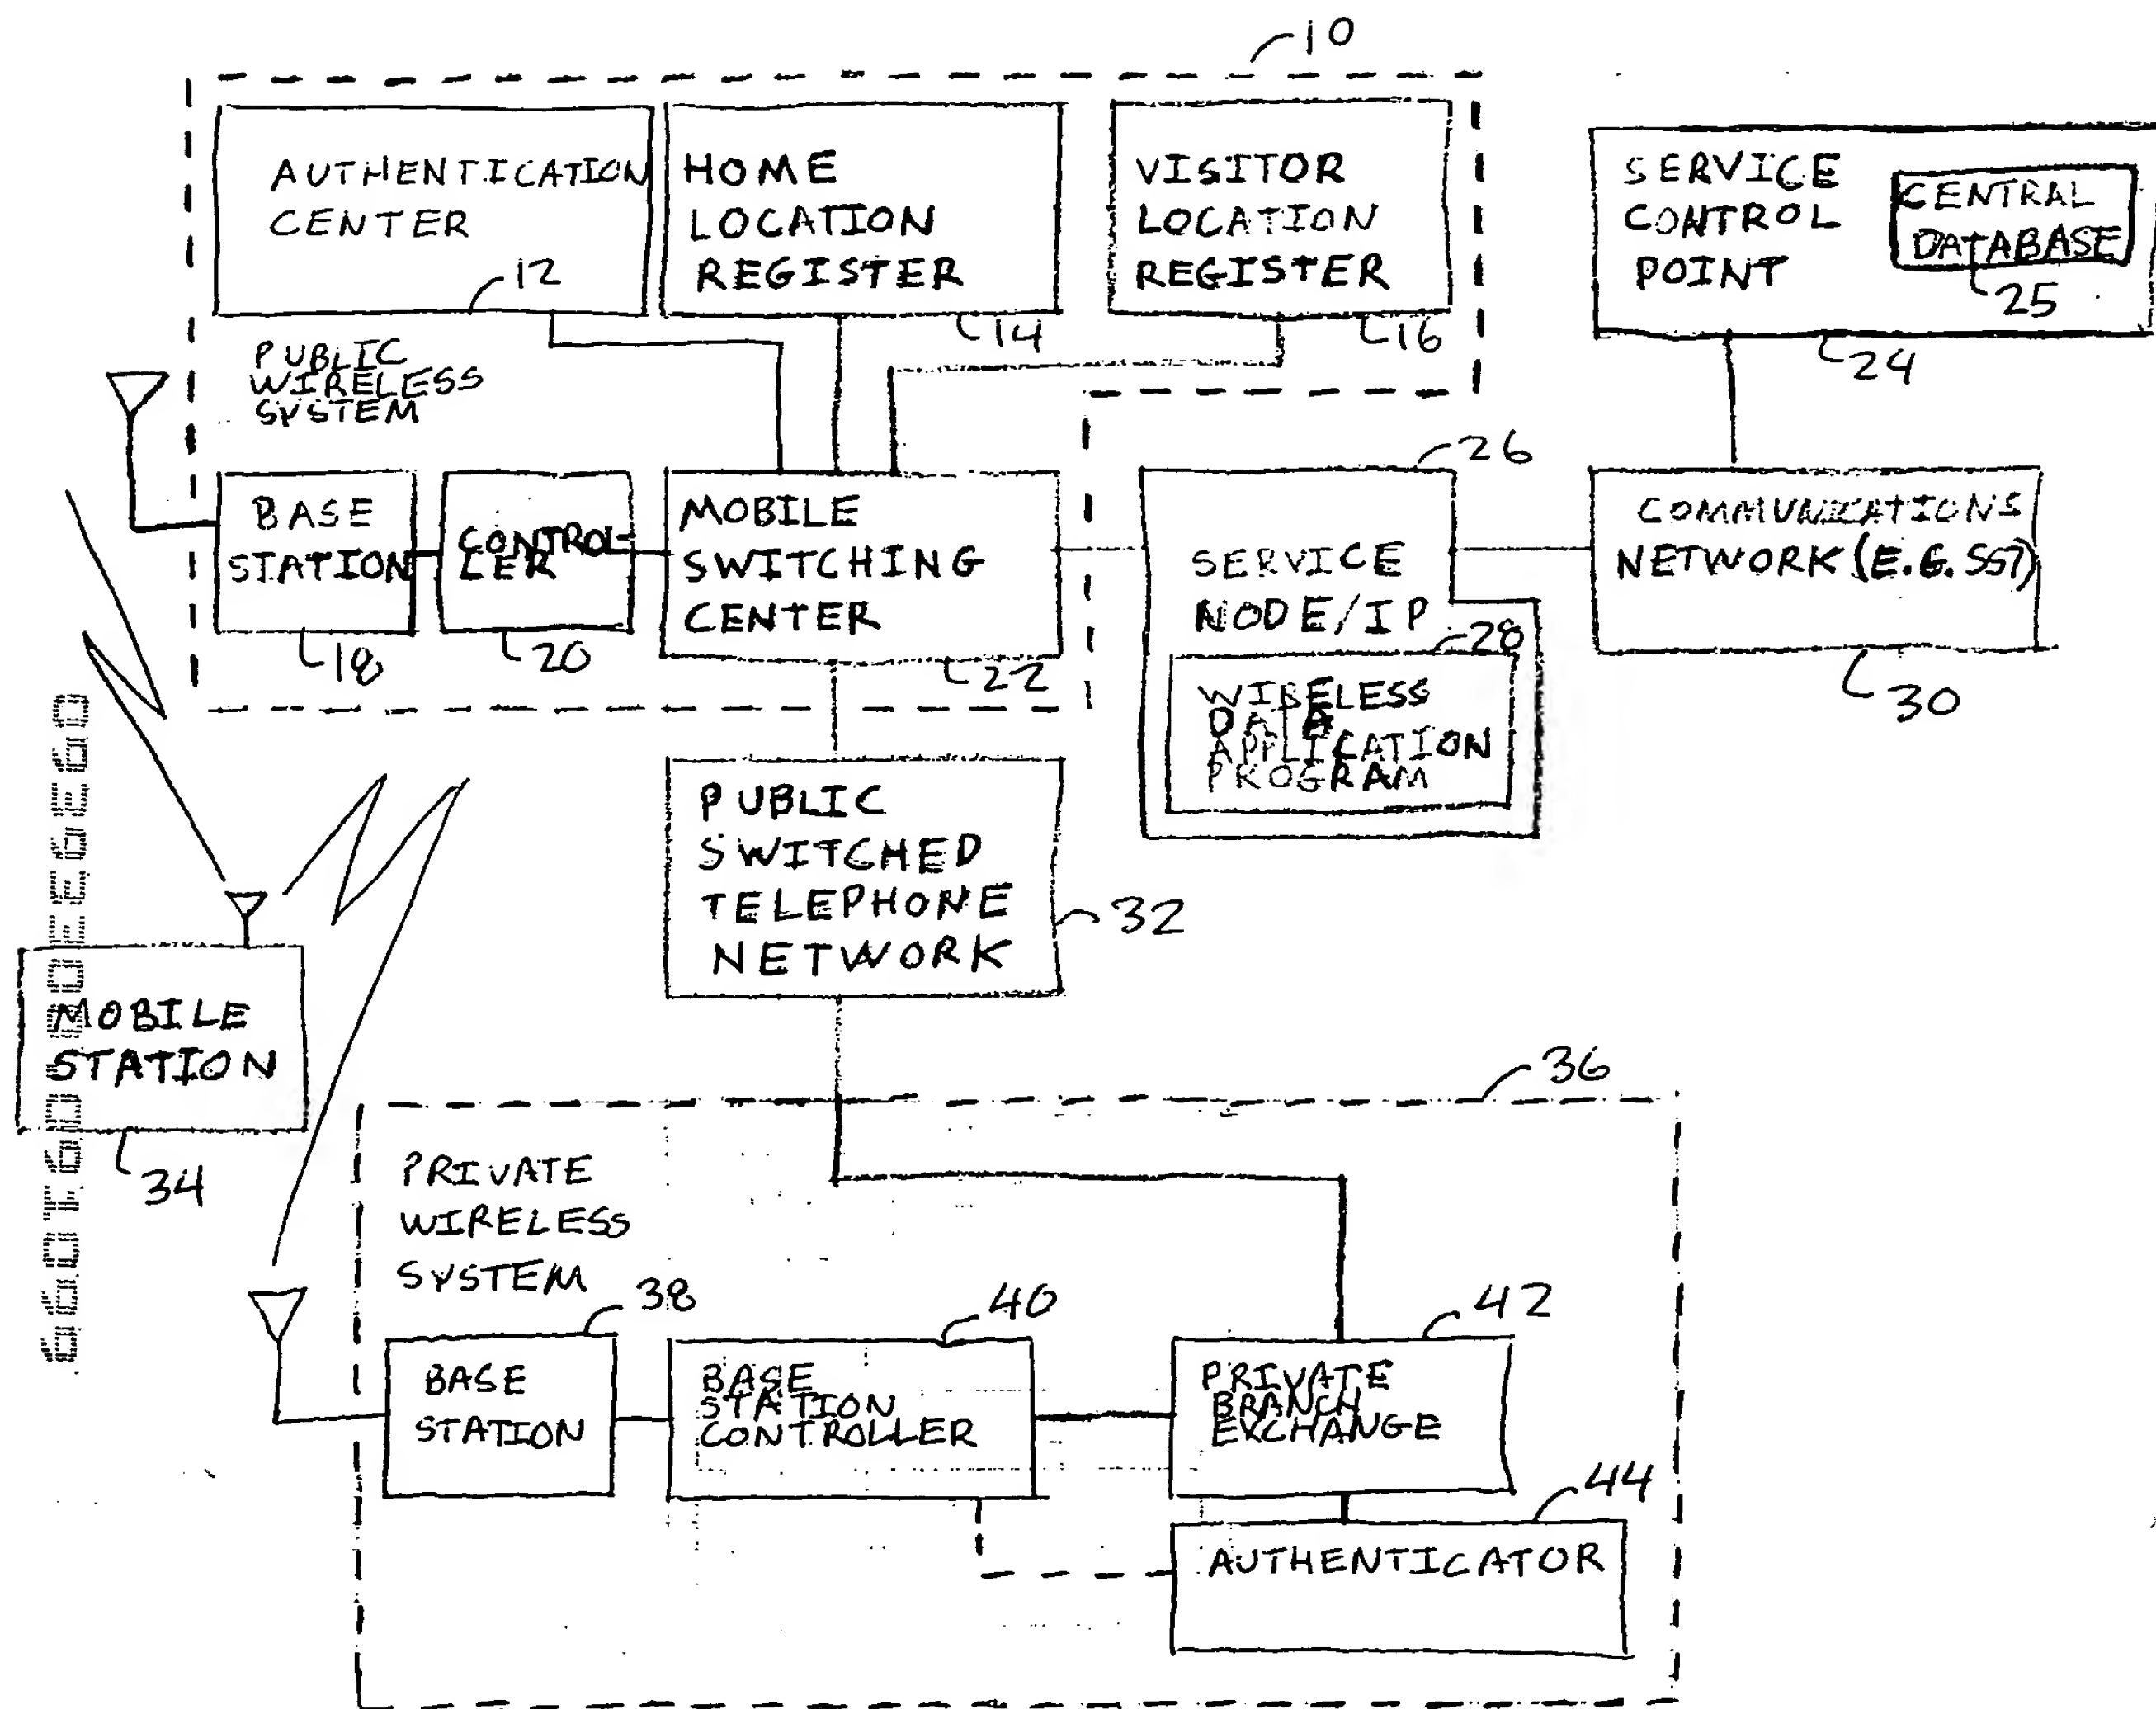 10
AUTHENTICATION
CENTER
12
HOME
LOCATION
REGISTER
14
VISITOR
LOCATION
REGISTER
16
SERVICE
CONTROL
POINT
CENTRAL
DATABASE
25
24
PUBLIC
WIRELESS
SYSTEM
BASE
STATION
18
CONTROL-
LER
20
MOBILE
SWITCHING
CENTER
22
26
SERVICE
NODE/IP
28
WIRELESS
DATA
APPLICATION
PROGRAM
COMMUNICATIONS
NETWORK (E.G. SS7)
30
PUBLIC
SWITCHED
TELEPHONE
NETWORK
32
MOBILE
STATION
34
36
PRIVATE
WIRELESS
SYSTEM
38
BASE
STATION
40
BASE
STATION
CONTROLLER
42
PRIVATE
BRANCH
EXCHANGE
44
AUTHENTICATOR